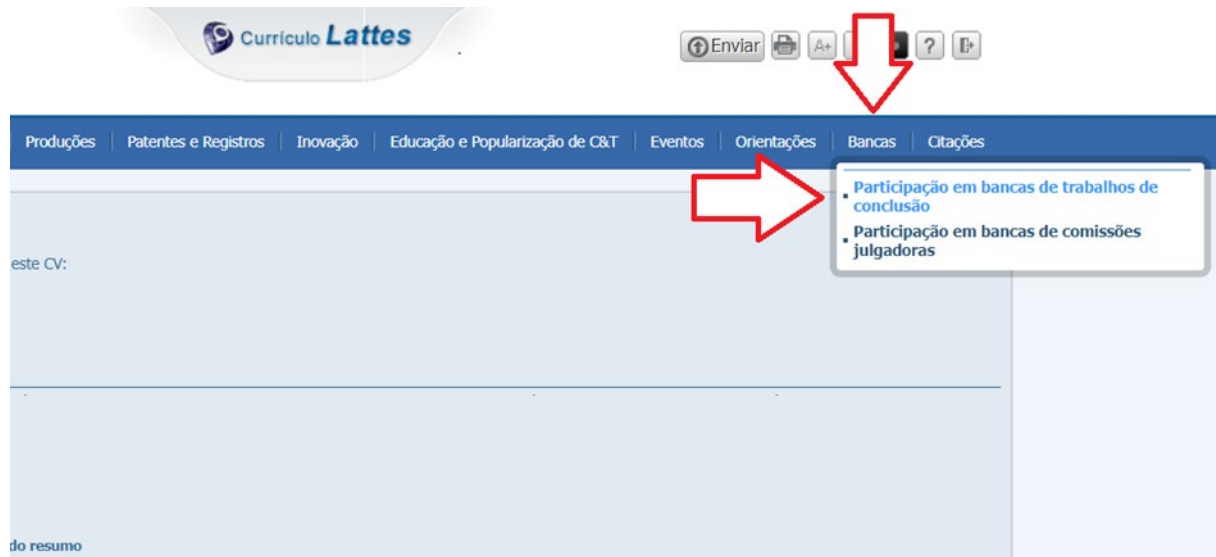 Currículo Lattes
Enviar A+ ?
Produções Patentes e Registros Inovação Educação e Popularização de C&T Eventos Orientações Bancas Citações
Participação em bancas de trabalhos de
conclusão
Participação em bancas de comissões
julgadoras
este CV:
do resumo